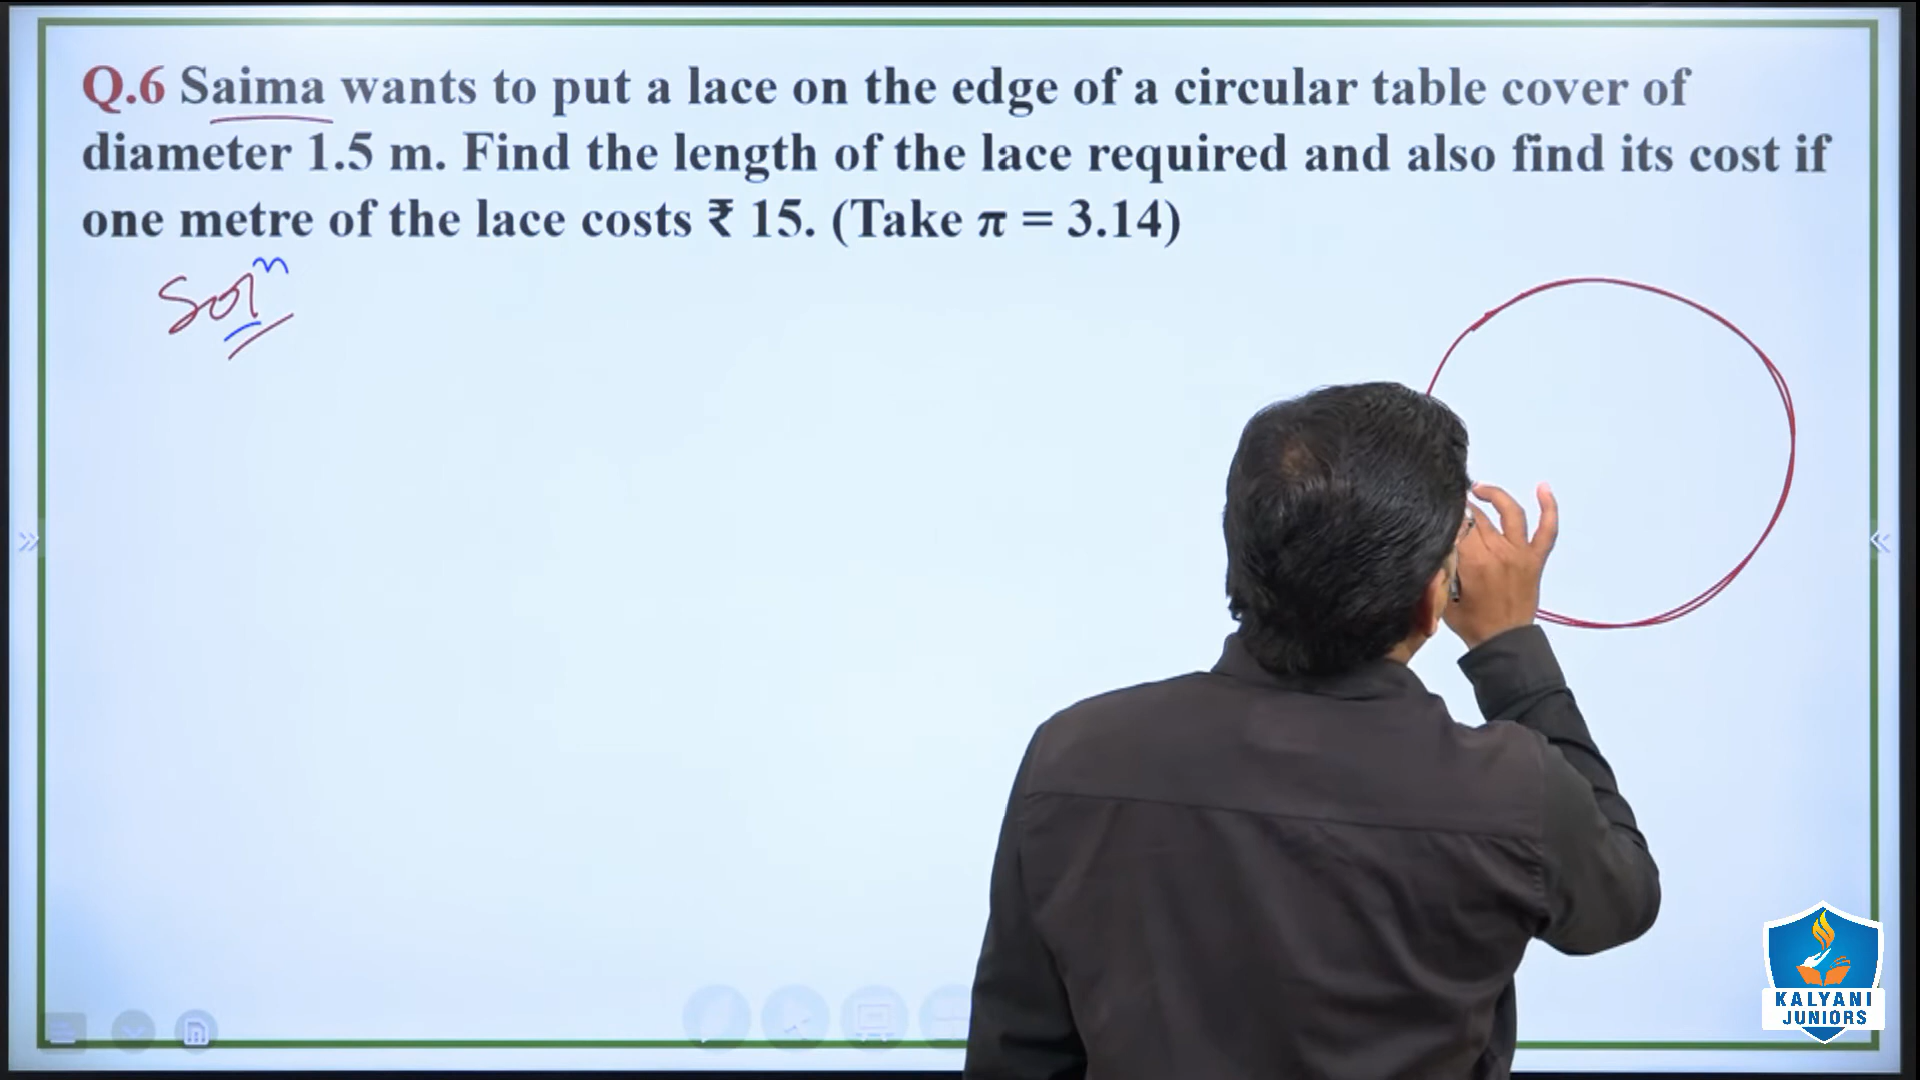 Q.6 Saima wants to put a lace on the edge of a circular table cover of
diameter 1.5 m. Find the length of the lace required and also find its cost if
one metre of the lace costs ₹ 15. (Take π = 3.14)
Solⁿ
KALYANI
JUNIORS